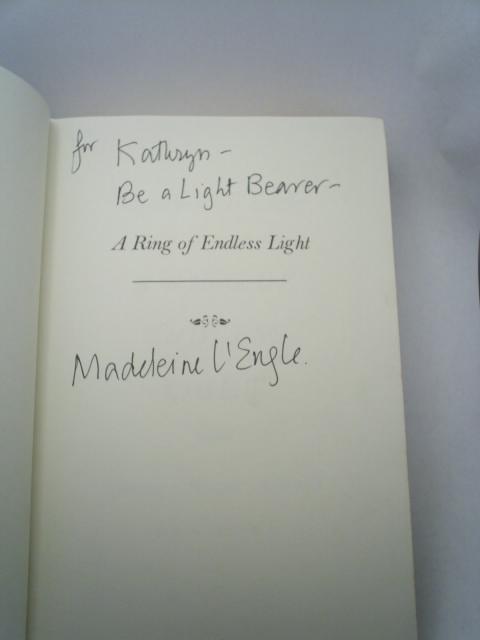 for Kathryn –
Be a Light Bearer –
A Ring of Endless Light
Madeleine l'Engle.